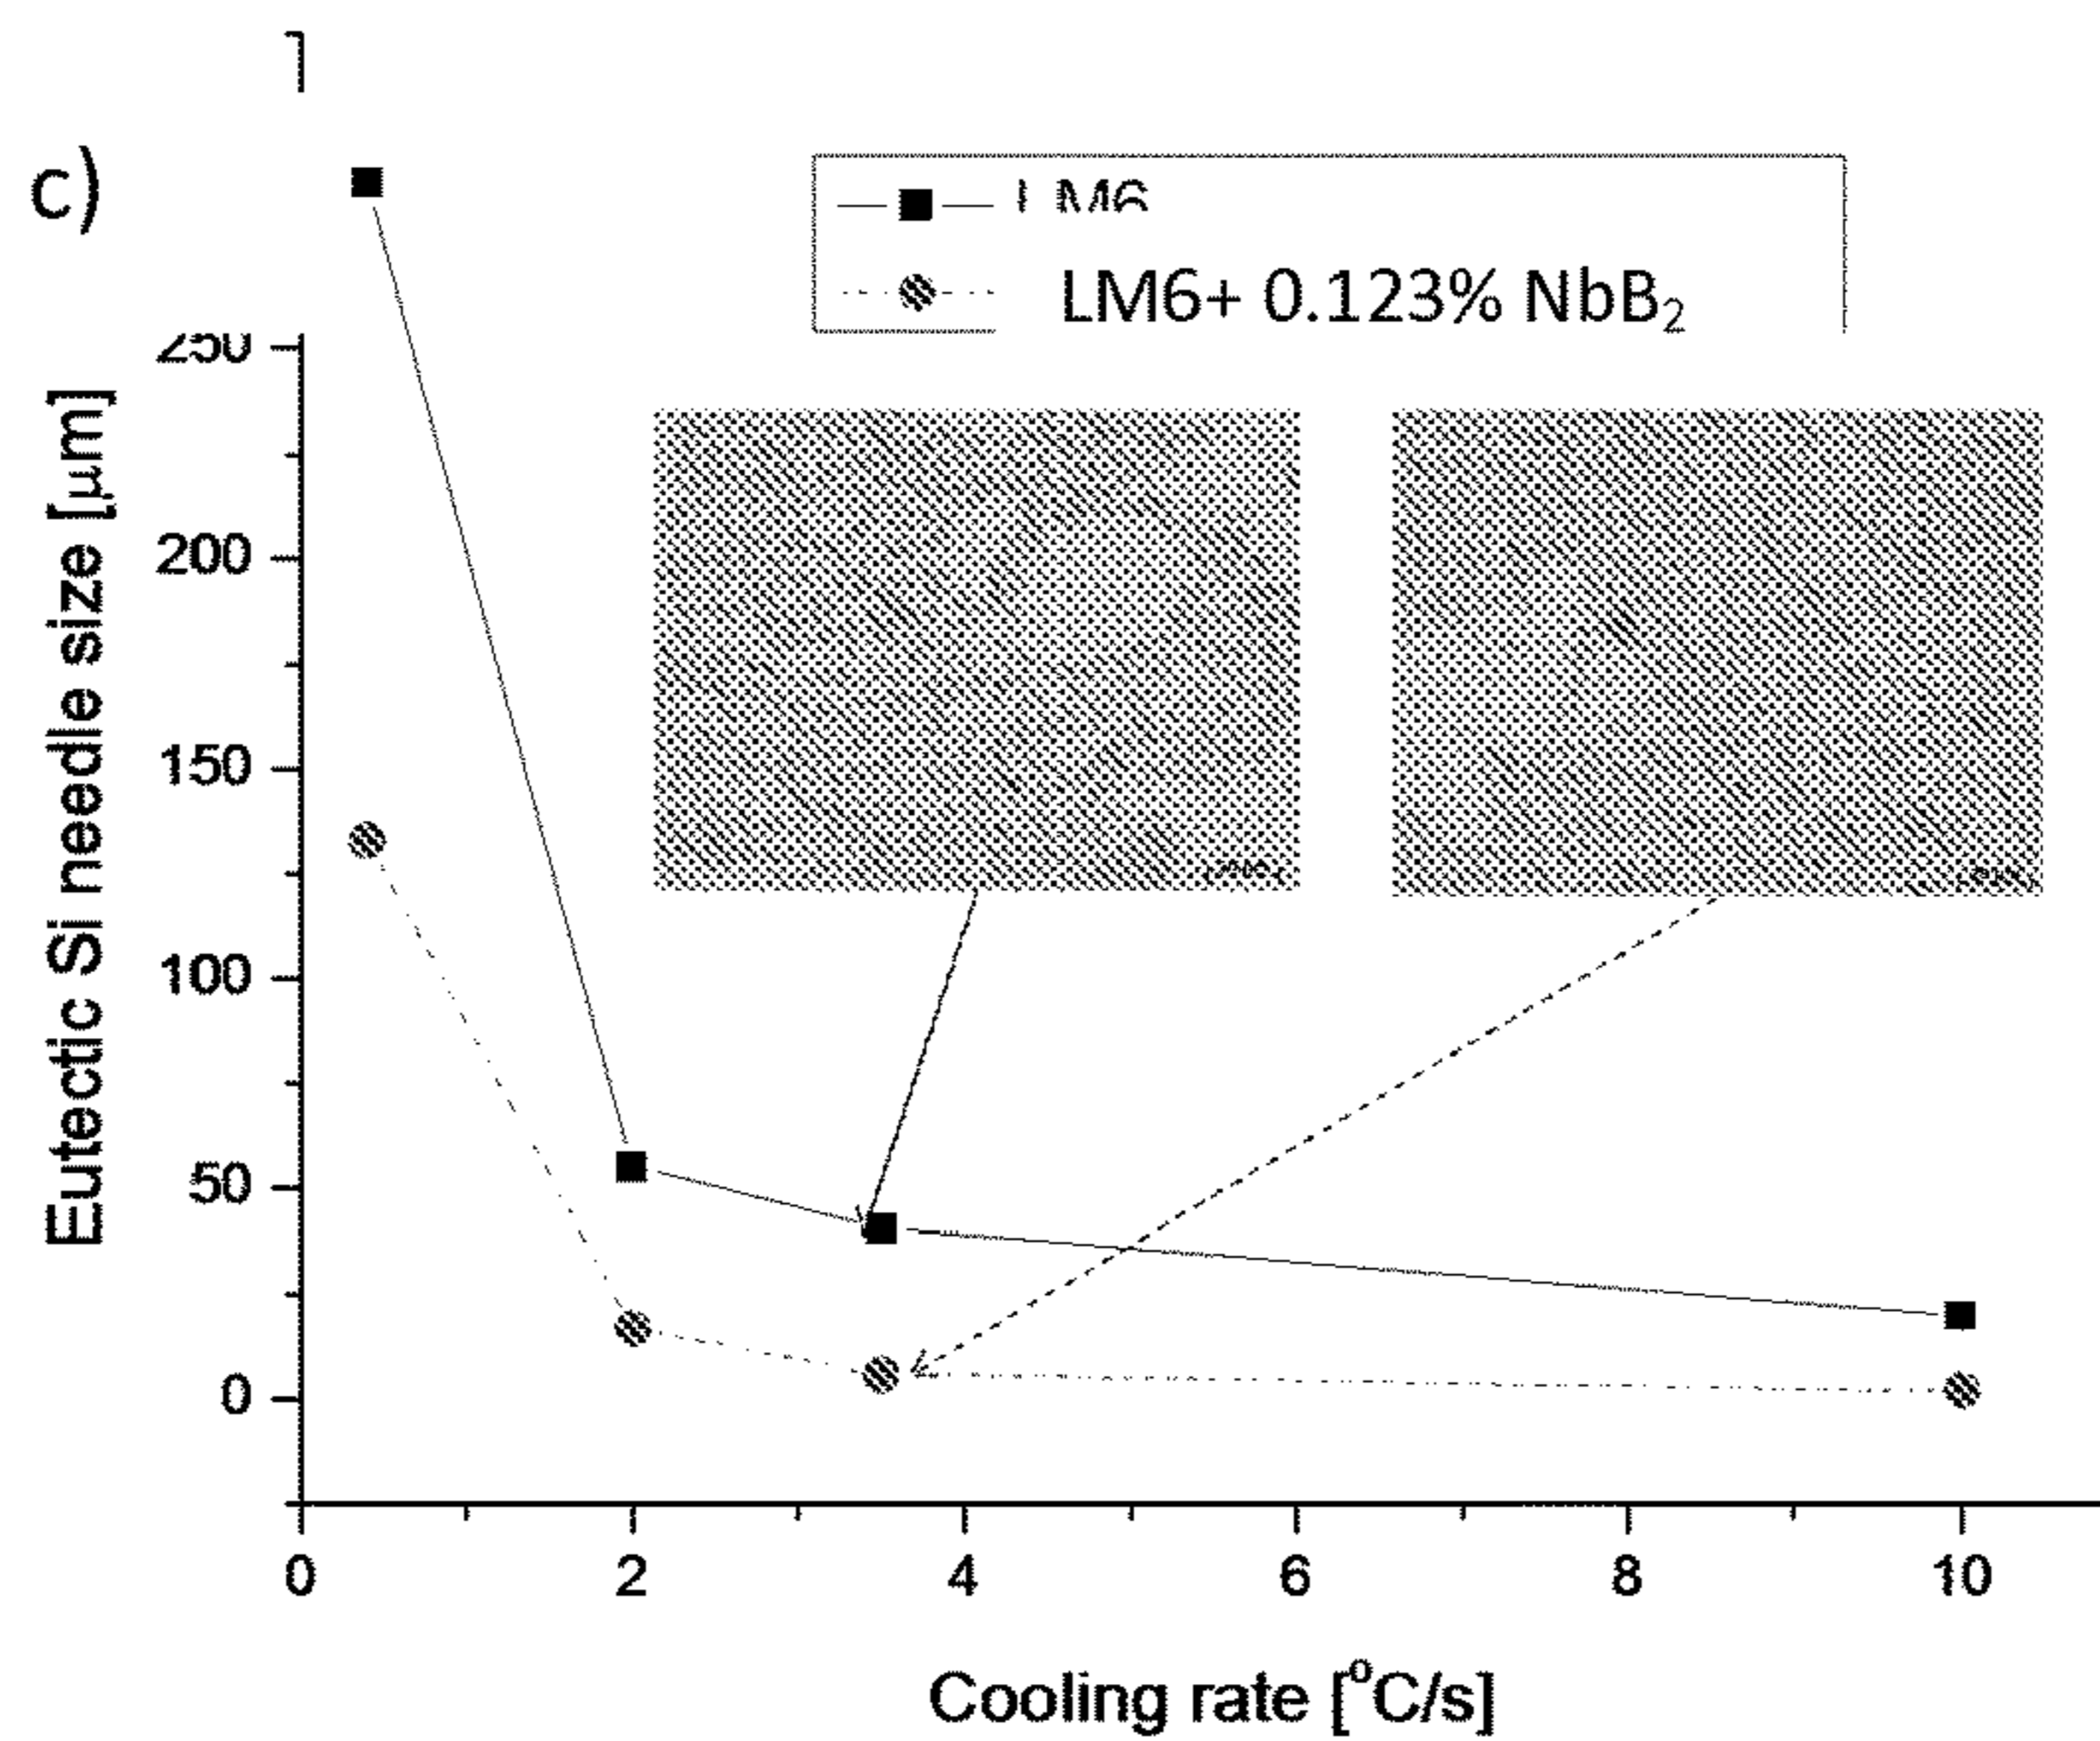 c)
LM6
LM6+ 0.123% NbB₂
Eutectic Si needle size [μm]
250
200
150
100
50
0
0 2 4 6 8 10
Cooling rate [°C/s]